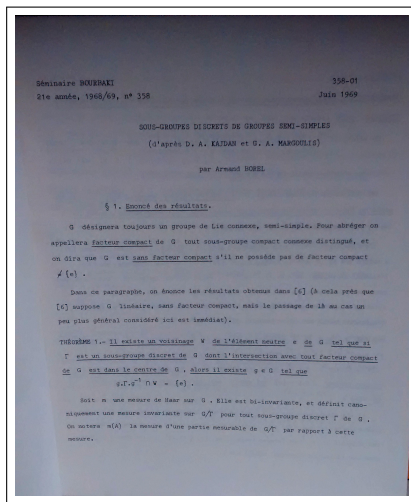 Séminaire BOURBAKI
358-01
21e année, 1968/69, n° 358
Juin 1969
SOUS-GROUPES DISCRETS DE GROUPES SEMI-SIMPLES
(d'après D. A. KAJDAN et G. A. MARGOULIS)
par Armand BOREL
§ 1. Enoncé des résultats.
G désignera toujours un groupe de Lie connexe, semi-simple. Pour abréger on
appellera facteur compact de G tout sous-groupe compact connexe distingué, et
on dira que G est sans facteur compact s'il ne possède pas de facteur compact
≠ {e} .
Dans ce paragraphe, on énonce les résultats obtenus dans [6] (à cela près que
[6] suppose G linéaire, sans facteur compact, mais le passage de là au cas un
peu plus général considéré ici est immédiat).
THÉORÈME 1.- Il existe un voisinage W de l'élément neutre e de G tel que si
Γ est un sous-groupe discret de G dont l'intersection avec tout facteur compact
de G est dans le centre de G , alors il existe g ∈ G tel que
g.Γ.g⁻¹ ∩ W = {e} .
Soit m une mesure de Haar sur G . Elle est bi-invariante, et définit cano-
niquement une mesure invariante sur G/Γ pour tout sous-groupe discret Γ de G .
On notera m(A) la mesure d'une partie mesurable de G/Γ par rapport à cette
mesure.